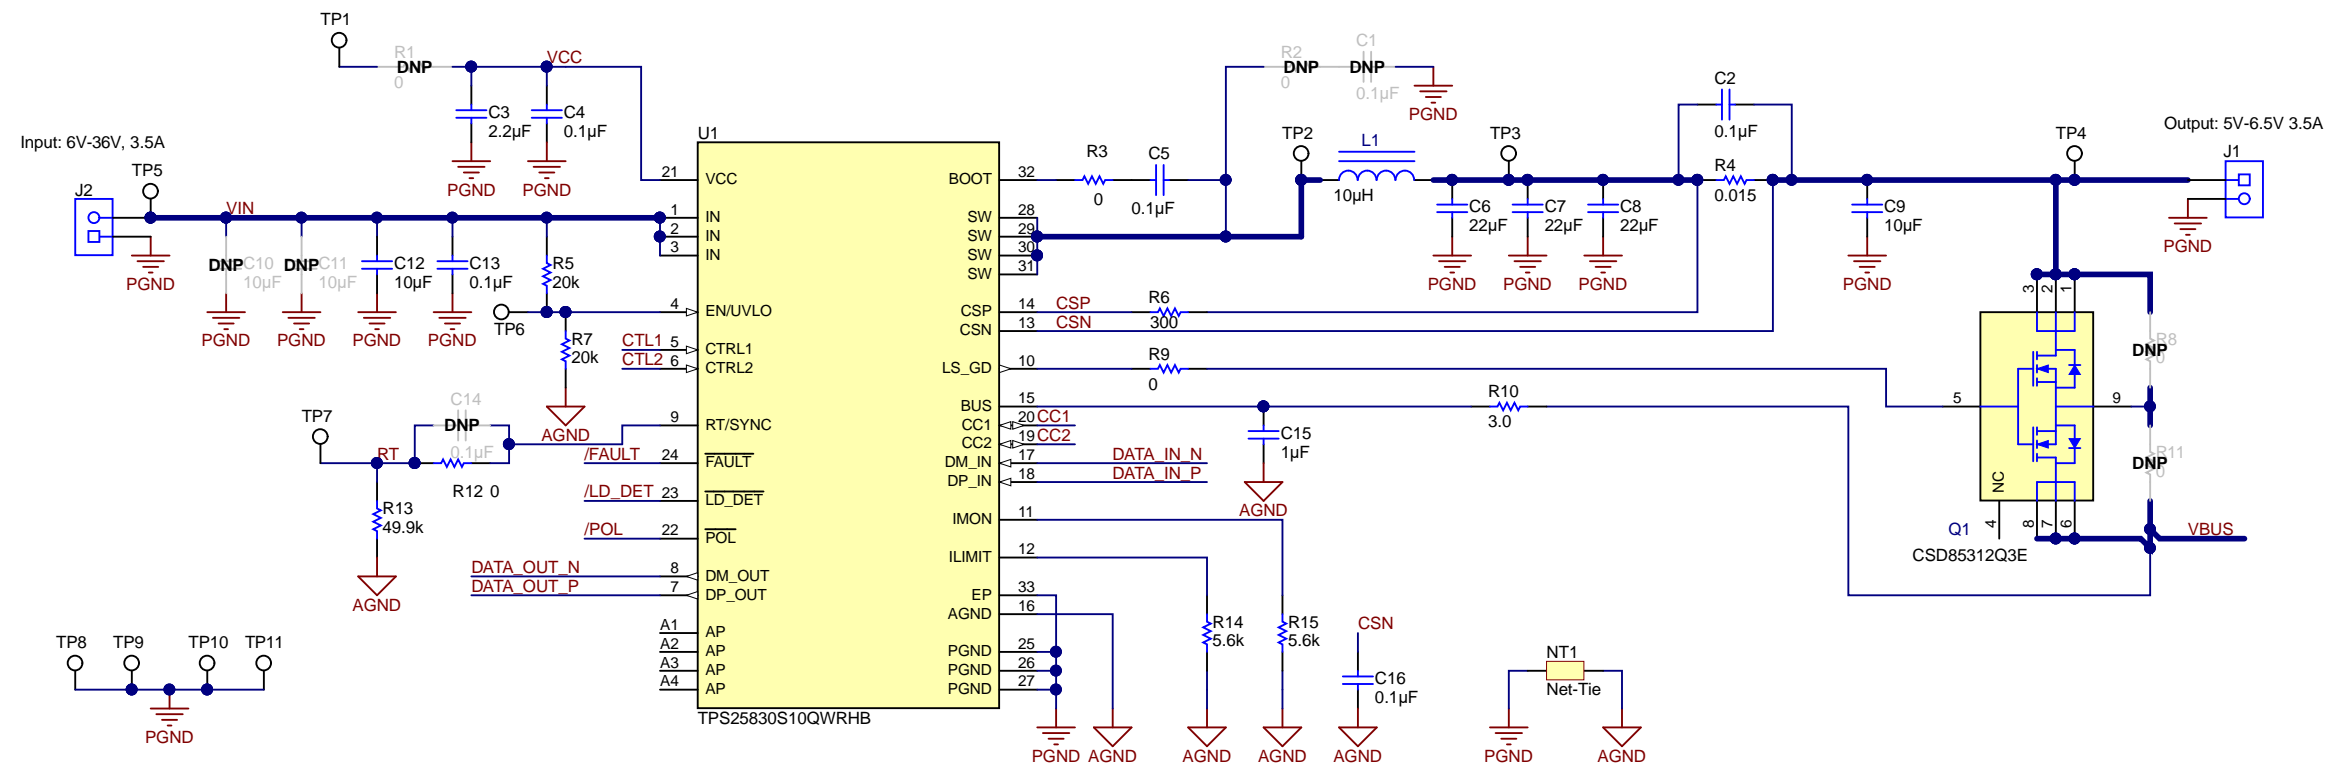 TP1
R1
DNP
0
VCC
C3
2.2µF
C4
0.1µF
PGND
PGND
Input: 6V-36V, 3.5A
TP5
J2
VIN
PGND
DNP
C10
10µF
DNP
C11
10µF
C12
10µF
C13
0.1µF
R5
20k
PGND
PGND
PGND
PGND
TP6
R7
20k
AGND
CTL1
CTL2
TP7
C14
DNP
0.1µF
RT
R12 0
R13
49.9k
AGND
/FAULT
/LD_DET
/POL
DATA_OUT_N
DATA_OUT_P
TP8
TP9
TP10
TP11
PGND
U1
21
VCC
1
IN
2
IN
3
IN
4
EN/UVLO
5
CTRL1
6
CTRL2
9
RT/SYNC
24
FAULT
23
LD_DET
22
POL
8
DM_OUT
7
DP_OUT
A1
AP
A2
AP
A3
AP
A4
AP
BOOT
32
SW
28
SW
29
SW
30
SW
31
CSP
14
CSN
13
LS_GD
10
BUS
15
CC1
20
CC2
19
DM_IN
17
DP_IN
18
IMON
11
ILIMIT
12
EP
33
AGND
16
PGND
25
PGND
26
PGND
27
TPS25830S10QWRHB
R2
DNP
0
C1
DNP
0.1µF
PGND
R3
0
C5
0.1µF
TP2
L1
10µH
TP3
C6
22µF
C7
22µF
C8
22µF
PGND
PGND
PGND
C2
0.1µF
R4
0.015
C9
10µF
PGND
TP4
Output: 5V-6.5V 3.5A
J1
PGND
CSP
CSN
R6
300
R9
0
CC1
CC2
R10
3.0
C15
1µF
AGND
DATA_IN_N
DATA_IN_P
3
2
1
5
9
NC
4
8
7
6
Q1
CSD85312Q3E
R8
DNP
0
R11
DNP
0
VBUS
R14
5.6k
R15
5.6k
CSN
C16
0.1µF
NT1
Net-Tie
PGND
AGND
AGND
AGND
AGND
PGND
AGND